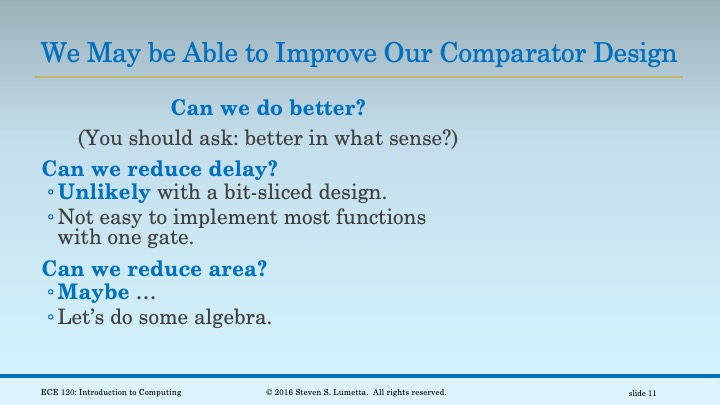 We May be Able to Improve Our Comparator Design
Can we do better?
(You should ask: better in what sense?)
Can we reduce delay?
◦Unlikely with a bit-sliced design.
◦Not easy to implement most functions
with one gate.
Can we reduce area?
◦Maybe …
◦Let’s do some algebra.
ECE 120: Introduction to Computing
© 2016 Steven S. Lumetta.  All rights reserved.
slide 11